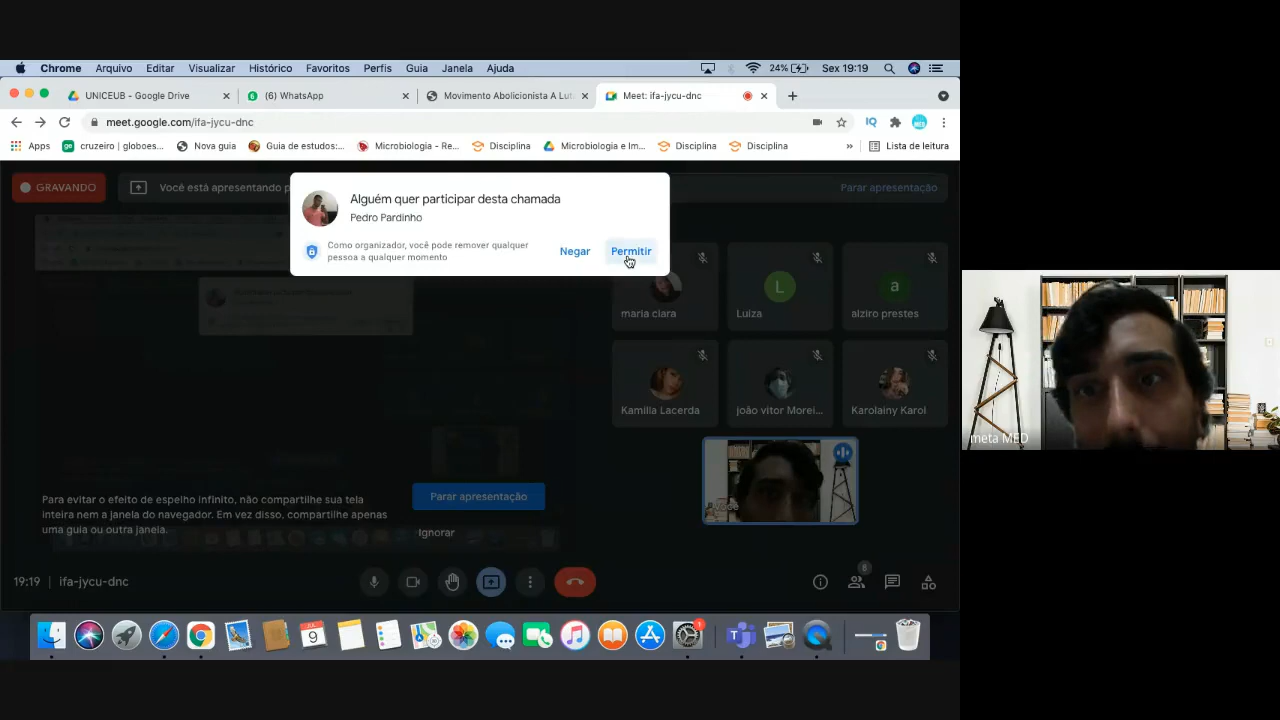 Chrome Arquivo Editar Visualizar Histórico Favoritos Perfis Guia Janela Ajuda 24% Sex 19:19
UNICEUB - Google Drive
(6) WhatsApp
Movimento Abolicionista A Lut
Meet: ifa-jycu-dnc
meet.google.com/ifa-jycu-dnc
Apps
cruzeiro | globoes...
Nova guia
Guia de estudos:...
Microbiologia - Re...
Disciplina
Microbiologia e Im...
Disciplina
Disciplina
Lista de leitura
GRAVANDO
Você está apresentando p
Parar apresentação
Alguém quer participar desta chamada
Pedro Pardinho
Como organizador, você pode remover qualquer
pessoa a qualquer momento
Negar
Permitir
maria clara
Luiza
alziro prestes
L
a
Kamilla Lacerda
joão vitor Morei...
Karolainy Karol
Você
Para evitar o efeito de espelho infinito, não compartilhe sua tela
inteira nem a janela do navegador. Em vez disso, compartilhe apenas
uma guia ou outra janela.
Parar apresentação
Ignorar
19:19 | ifa-jycu-dnc
8
9
1
meta MED